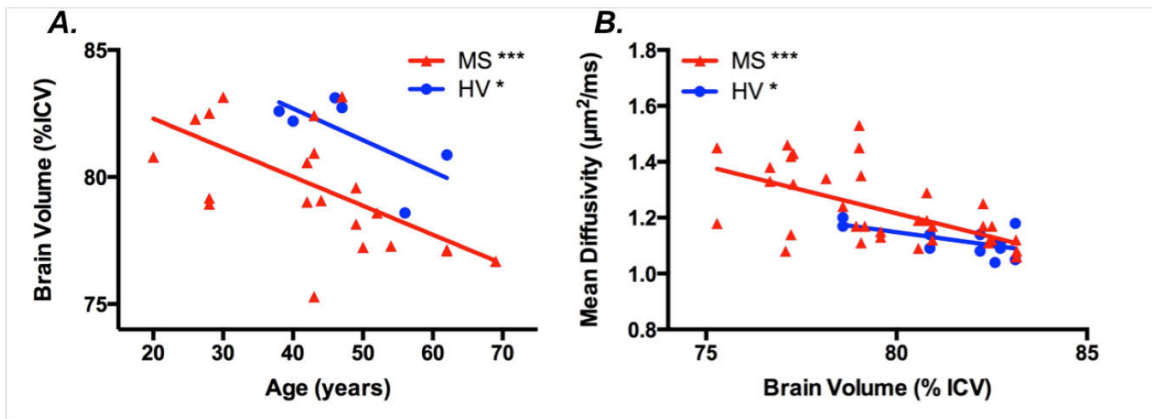 A.
85
80
75
Brain Volume (%ICV)
MS ***
HV *
20 30 40 50 60 70
Age (years)
B.
1.8
1.6
1.4
1.2
1.0
0.8
Mean Diffusivity (µm²/ms)
MS ***
HV *
75 80 85
Brain Volume (% ICV)